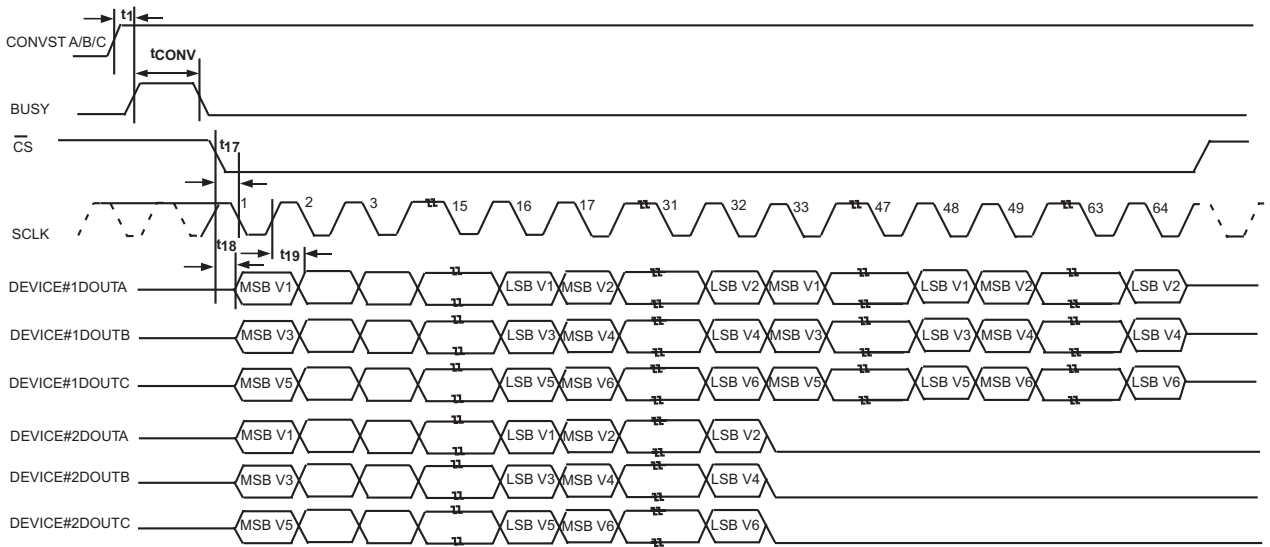 t1
CONVST A/B/C
tCONV
BUSY
CS
t17
1 2 3 15 16 17 31 32 33 47 48 49 63 64
SCLK
t18
t19
DEVICE#1DOUTA MSB V1 LSB V1 MSB V2 LSB V2 MSB V1 LSB V1 MSB V2 LSB V2
DEVICE#1DOUTB MSB V3 LSB V3 MSB V4 LSB V4 MSB V3 LSB V3 MSB V4 LSB V4
DEVICE#1DOUTC MSB V5 LSB V5 MSB V6 LSB V6 MSB V5 LSB V5 MSB V6 LSB V6
DEVICE#2DOUTA MSB V1 LSB V1 MSB V2 LSB V2
DEVICE#2DOUTB MSB V3 LSB V3 MSB V4 LSB V4
DEVICE#2DOUTC MSB V5 LSB V5 MSB V6 LSB V6